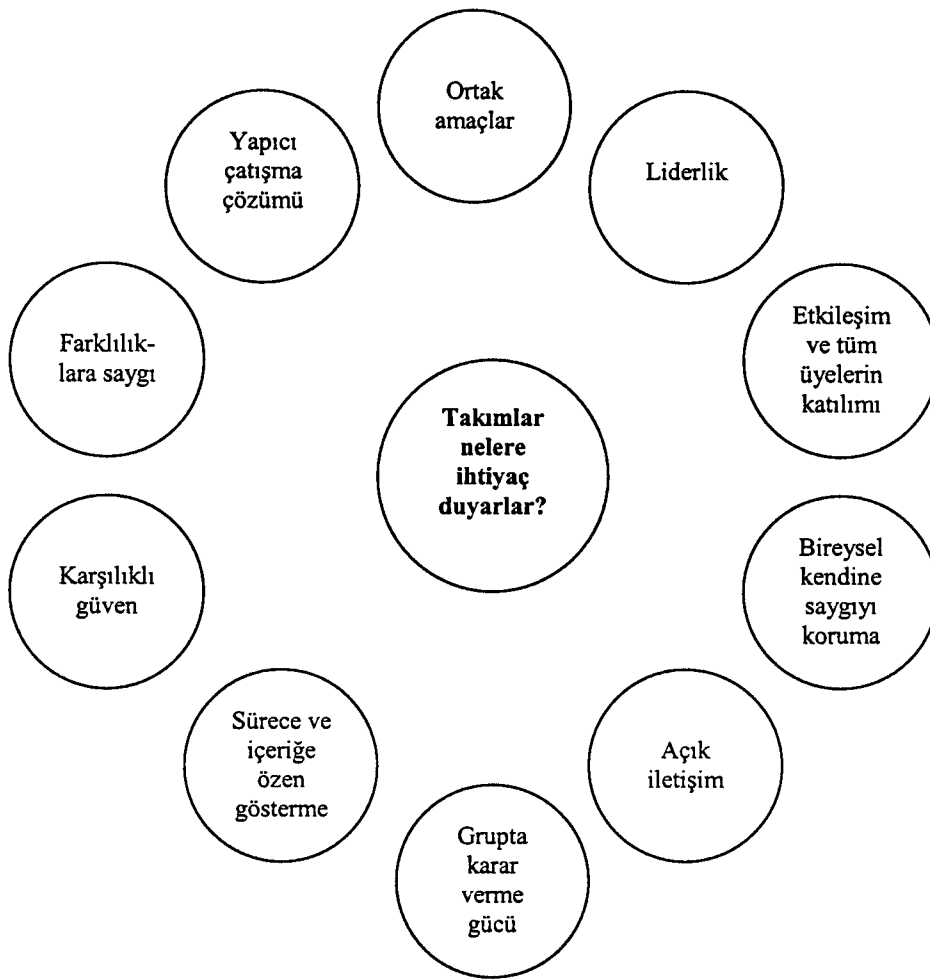 Ortak
amaçlar
Liderlik
Etkileşim
ve tüm
üyelerin
katılımı
Bireysel
kendine
saygıyı
koruma
Açık
iletişim
Grupta
karar
verme
gücü
Sürece ve
içeriğe
özen
gösterme
Karşılıklı
güven
Farklılık-
lara saygı
Yapıcı
çatışma
çözümü
Takımlar
nelere
ihtiyaç
duyarlar?